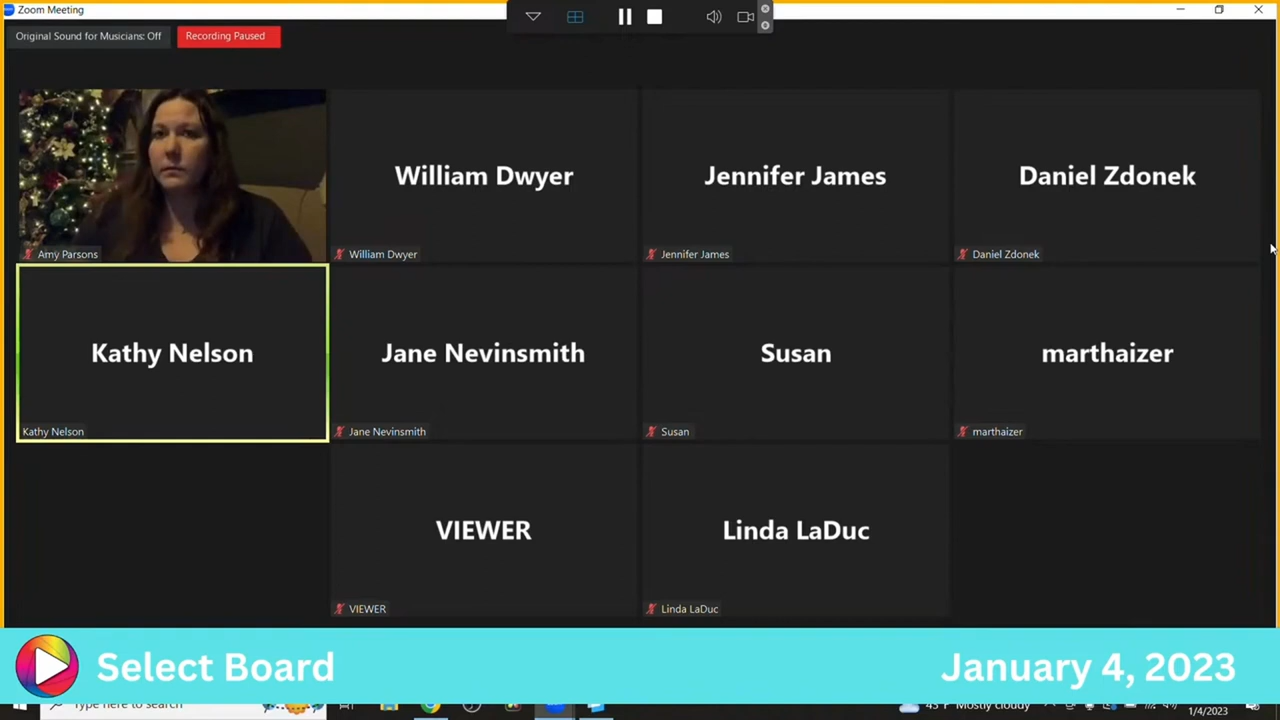 Zoom Meeting
Original Sound for Musicians: Off
Recording Paused
William Dwyer
Jennifer James
Daniel Zdonek
Amy Parsons
William Dwyer
Jennifer James
Daniel Zdonek
Kathy Nelson
Jane Nevinsmith
Susan
marthaizer
Kathy Nelson
Jane Nevinsmith
Susan
marthaizer
VIEWER
Linda LaDuc
VIEWER
Linda LaDuc
Select Board
January 4, 2023
Type here to search
43°F Mostly cloudy
1/4/2023